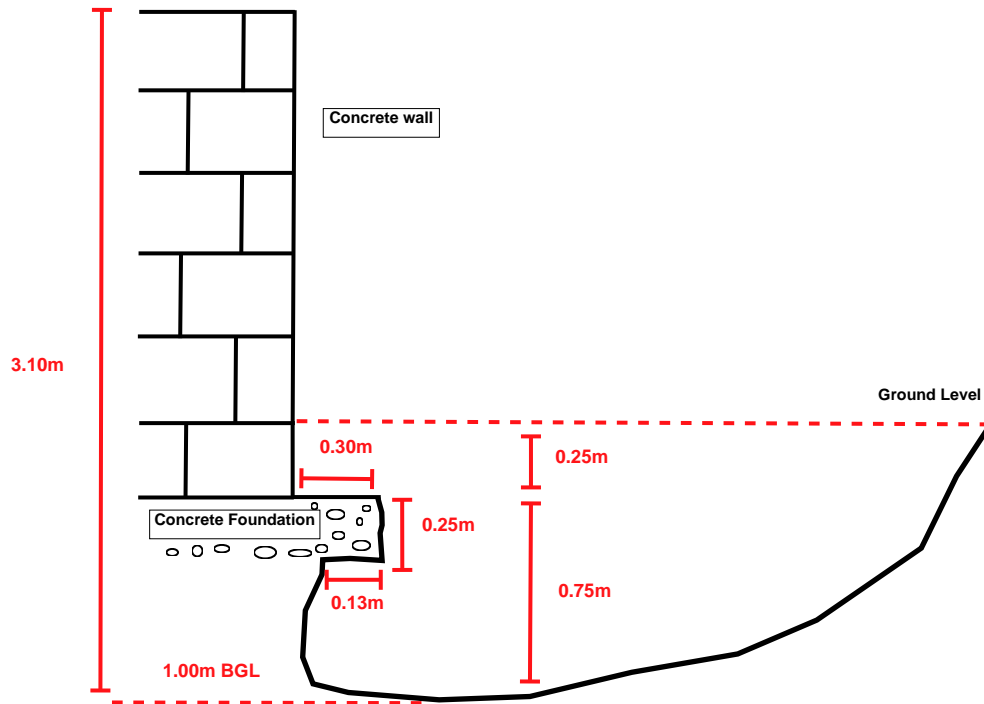 Concrete wall
3.10m
Ground Level
0.30m
0.25m
Concrete Foundation
0.25m
0.75m
0.13m
1.00m BGL